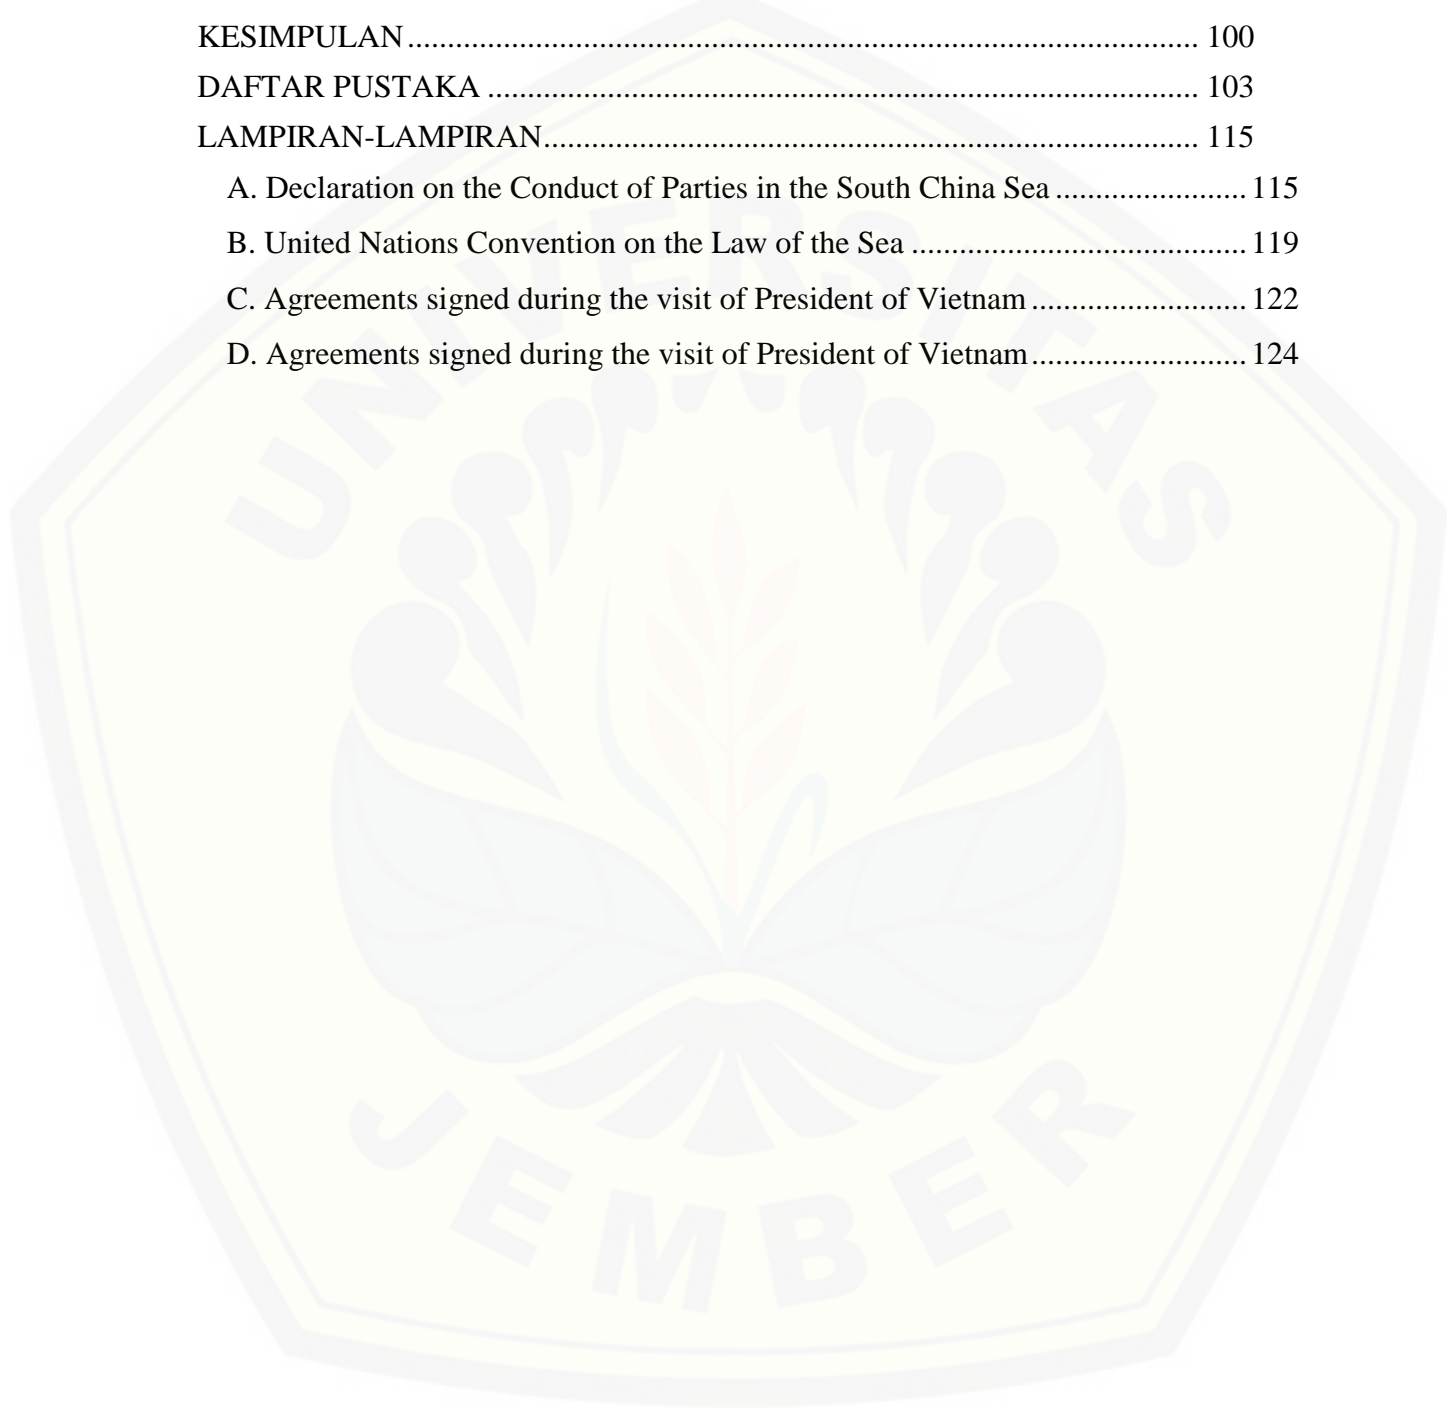 KESIMPULAN.................................................................................... 100
DAFTAR PUSTAKA ........................................................................... 103
LAMPIRAN-LAMPIRAN..................................................................... 115
A. Declaration on the Conduct of Parties in the South China Sea ....................... 115
B. United Nations Convention on the Law of the Sea ........................................ 119
C. Agreements signed during the visit of President of Vietnam .......................... 122
D. Agreements signed during the visit of President of Vietnam .......................... 124
UNIVERSITAS
JEMBER